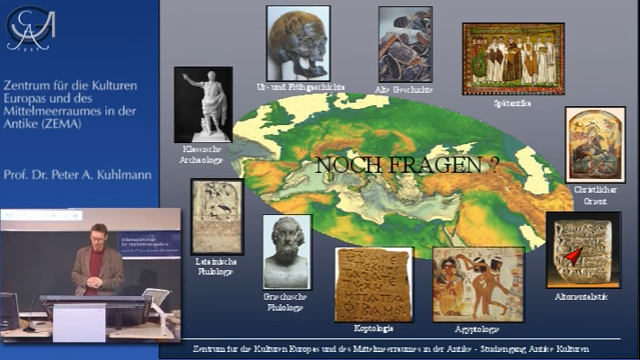 Zentrum für die Kulturen
Europas und des
Mittelmeerraumes in der
Antike (ZEMA)
Prof. Dr. Peter A. Kuhlmann
Ur- und Frühgeschichte
Alte Geschichte
Spätantike
Klassische
Archäologie
NOCH FRAGEN ?
Christlicher
Orient
Lateinische
Philologie
Griechische
Philologie
Koptologie
Ägyptologie
Altorientalistik
Zentrum für die Kulturen Europas und des Mittelmeerraumes in der Antike - Studiengang Antike Kulturen